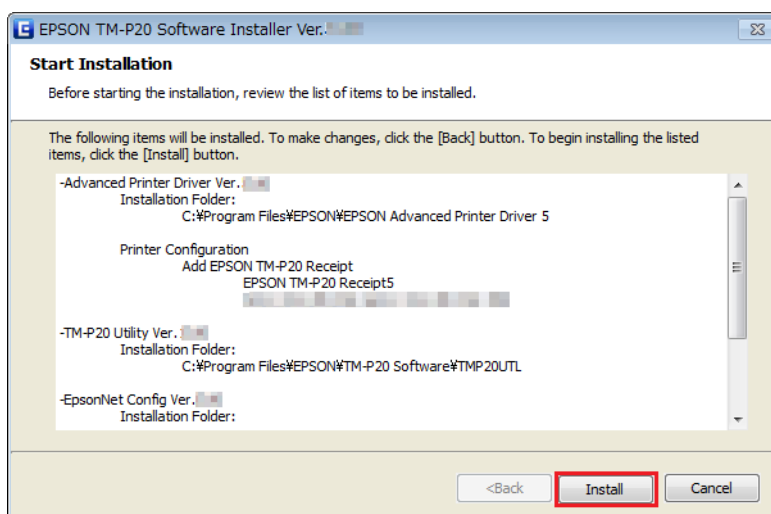 EPSON TM-P20 Software Installer Ver.
Start Installation
Before starting the installation, review the list of items to be installed.
The following items will be installed. To make changes, click the [Back] button. To begin installing the listed
items, click the [Install] button.
-Advanced Printer Driver Ver.
Installation Folder:
C:¥Program Files¥EPSON¥EPSON Advanced Printer Driver 5
Printer Configuration
Add EPSON TM-P20 Receipt
EPSON TM-P20 Receipt5
-TM-P20 Utility Ver.
Installation Folder:
C:¥Program Files¥EPSON¥TM-P20 Software¥TMP20UTL
-EpsonNet Config Ver.
Installation Folder:
<Back Install Cancel